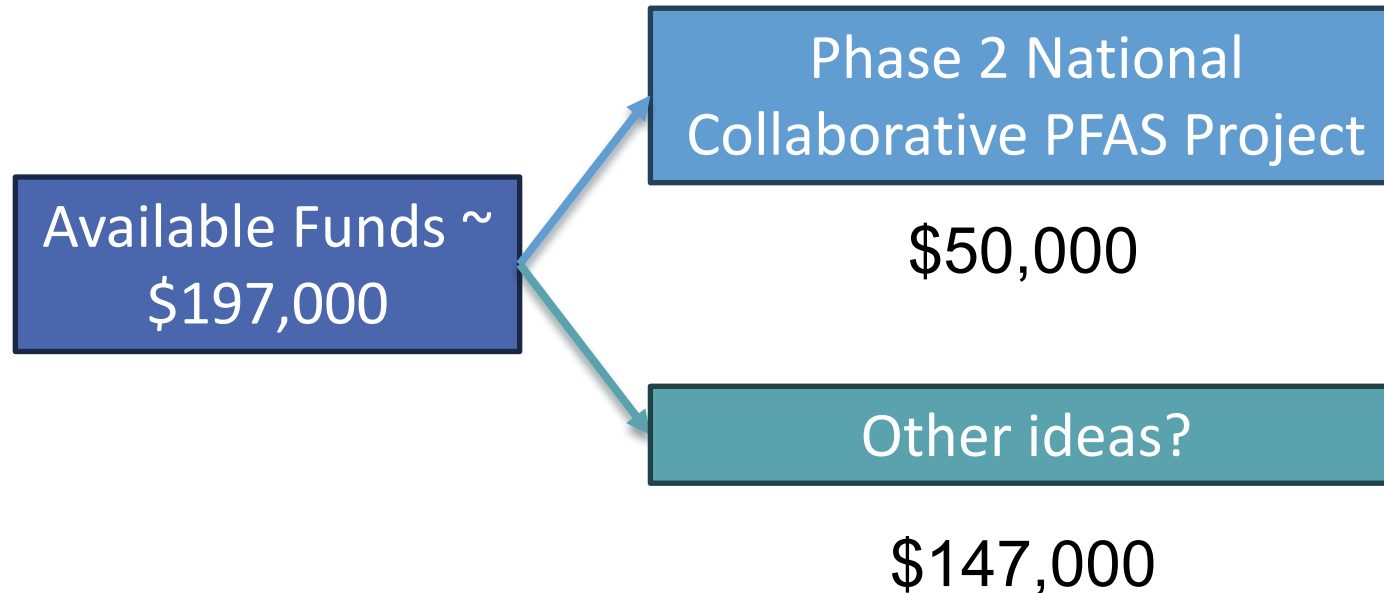 Available Funds ~
$197,000
Phase 2 National
Collaborative PFAS Project
$50,000
Other ideas?
$147,000